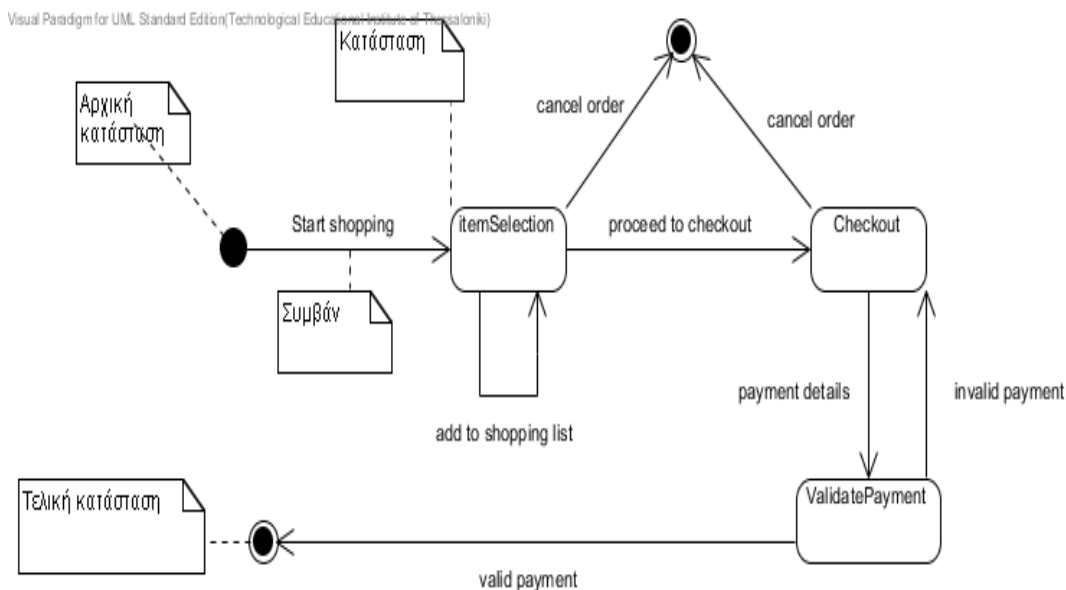 Visual Paradigm for UML Standard Edition(Technological Educational Institute of Thessaloniki)
Κατάσταση
Αρχική
κατάσταση
cancel order
cancel order
Start shopping
itemSelection
proceed to checkout
Checkout
Συμβάν
payment details
invalid payment
add to shopping list
Τελική κατάσταση
ValidatePayment
valid payment